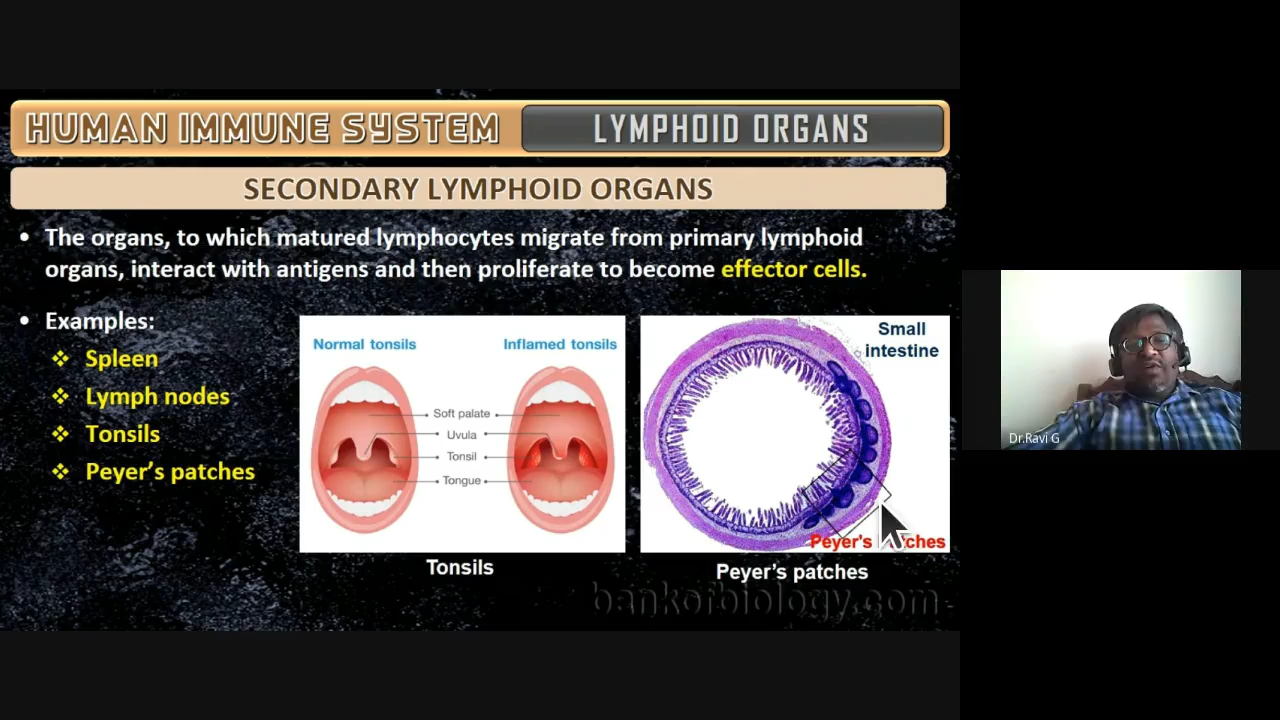 HUMAN IMMUNE SYSTEM
LYMPHOID ORGANS
SECONDARY LYMPHOID ORGANS
• The organs, to which matured lymphocytes migrate from primary lymphoid
organs, interact with antigens and then proliferate to become effector cells.
• Examples:
❖ Spleen
❖ Lymph nodes
❖ Tonsils
❖ Peyer's patches
Normal tonsils
Inflamed tonsils
Soft palate
Uvula
Tonsil
Tongue
Tonsils
Small
intestine
Peyer's
Peyer's patches
bankofbiology.com
Dr.Ravi G